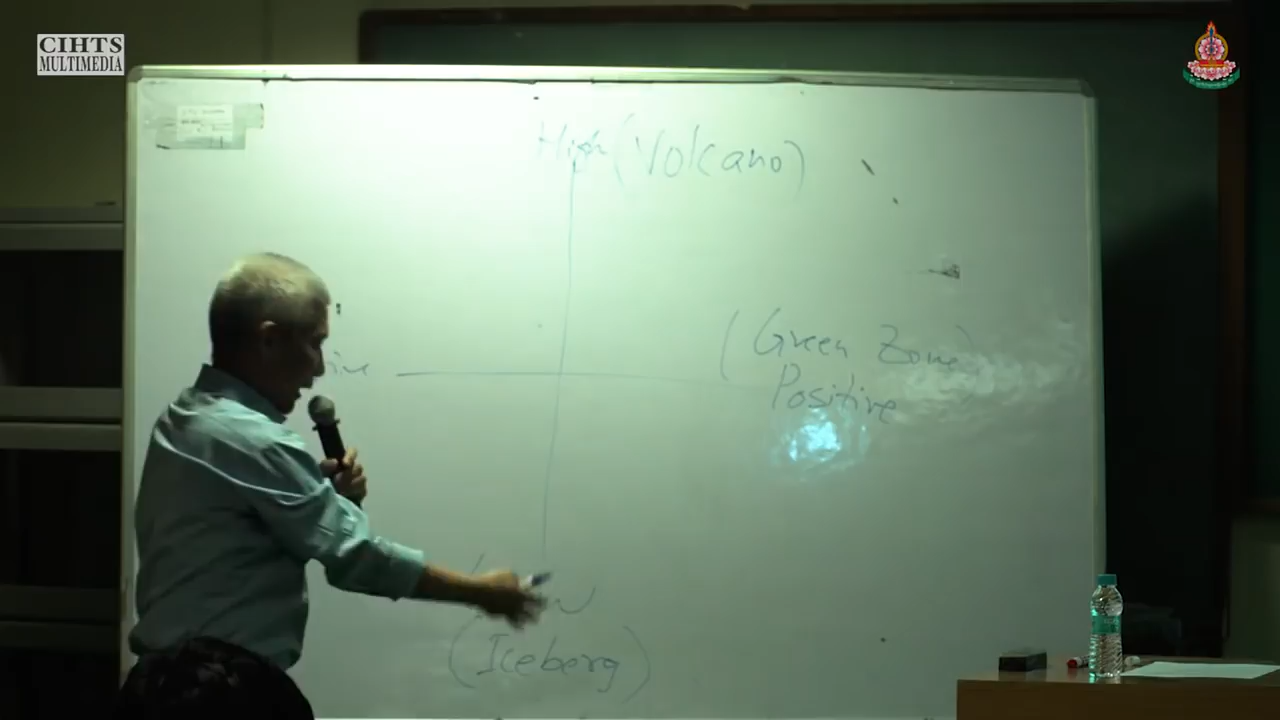 CIHTS
MULTIMEDIA
High (Volcano)
(Green Zone)
Positive
(Iceberg)